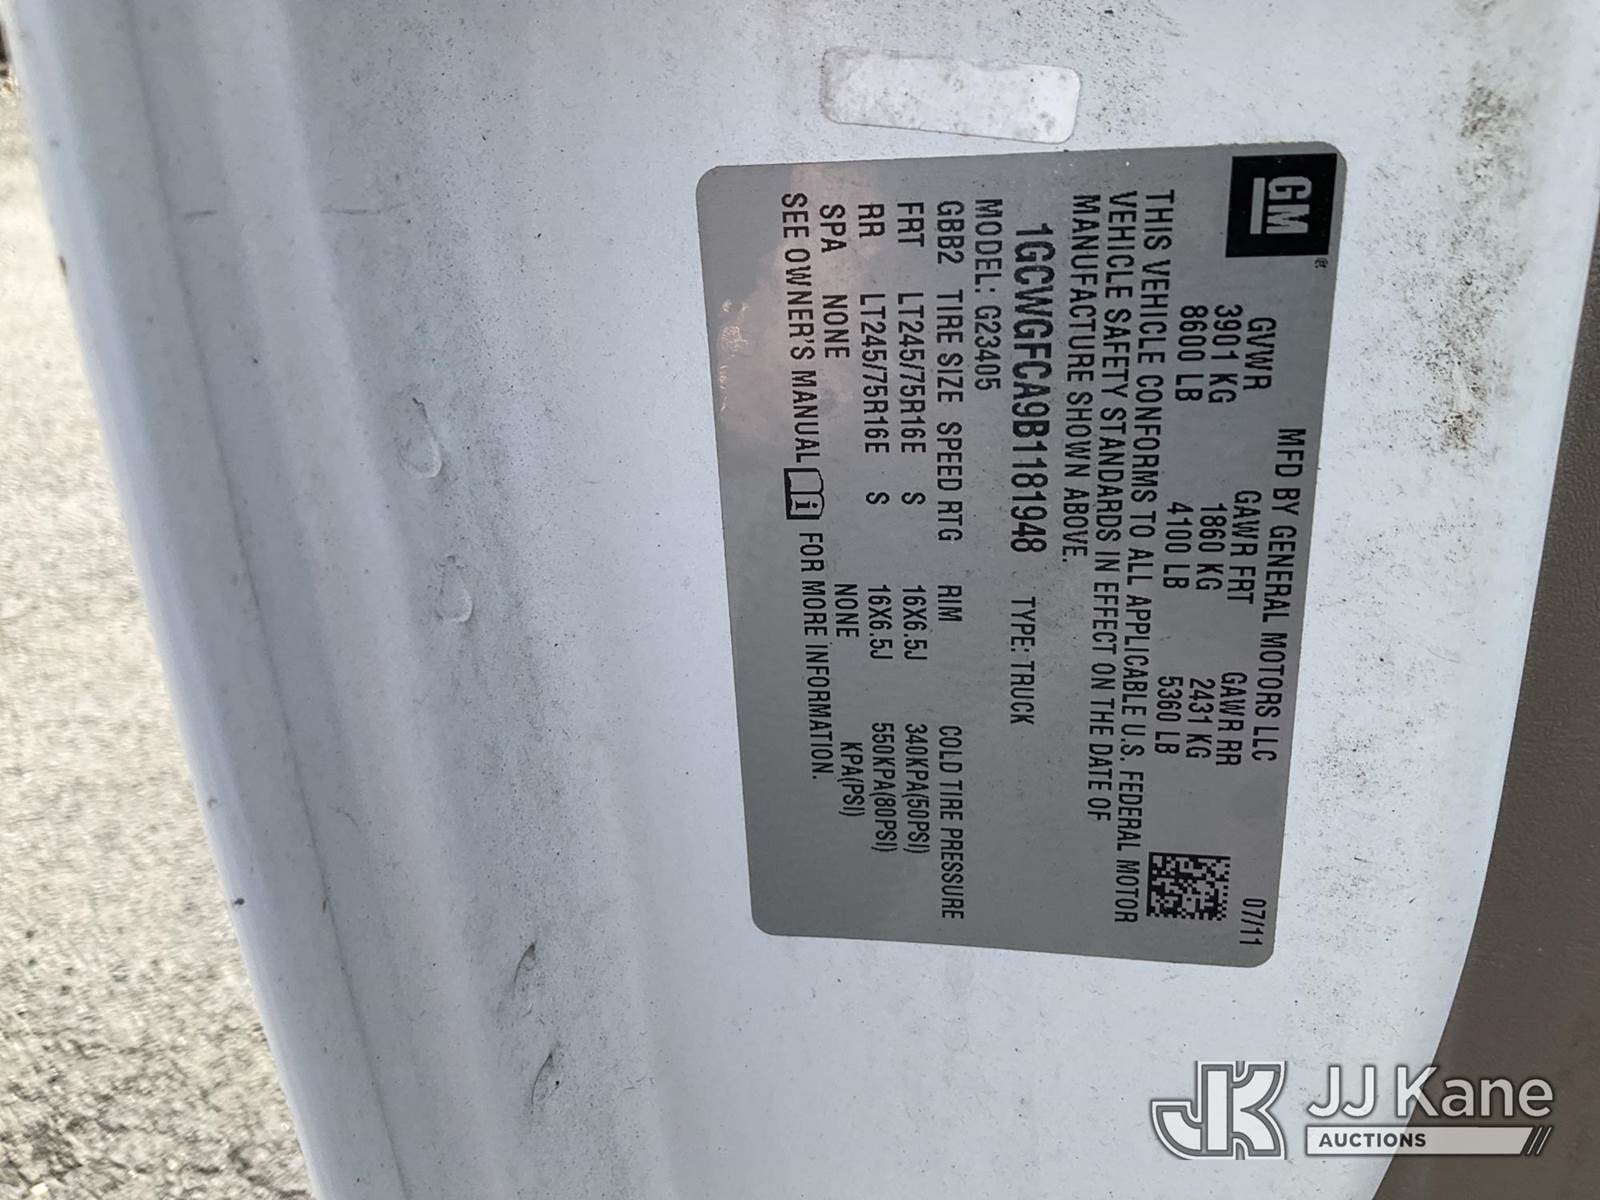 GM®
MFD BY GENERAL MOTORS LLC 07/11
GVWR GAWR FRT GAWR RR
3901 KG 1860 KG 2431 KG
8600 LB 4100 LB 5360 LB
THIS VEHICLE CONFORMS TO ALL APPLICABLE U.S. FEDERAL MOTOR
VEHICLE SAFETY STANDARDS IN EFFECT ON THE DATE OF
MANUFACTURE SHOWN ABOVE.
1GCWGFCA9B1181948 TYPE: TRUCK
MODEL: G23405
GBB2 TIRE SIZE SPEED RTG RIM COLD TIRE PRESSURE
FRT LT245/75R16E S 16X6.5J 340KPA(50PSI)
RR LT245/75R16E S 16X6.5J 550KPA(80PSI)
SPA NONE NONE KPA(PSI)
SEE OWNER'S MANUAL i FOR MORE INFORMATION.
JK JJ Kane
AUCTIONS